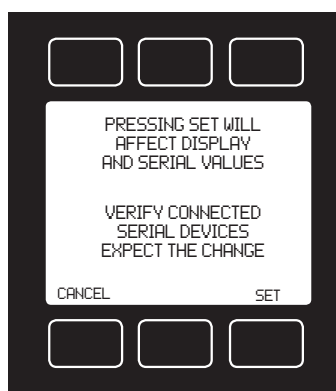 PRESSING SET WILL
AFFECT DISPLAY
AND SERIAL VALUES
VERIFY CONNECTED
SERIAL DEVICES
EXPECT THE CHANGE
CANCEL SET